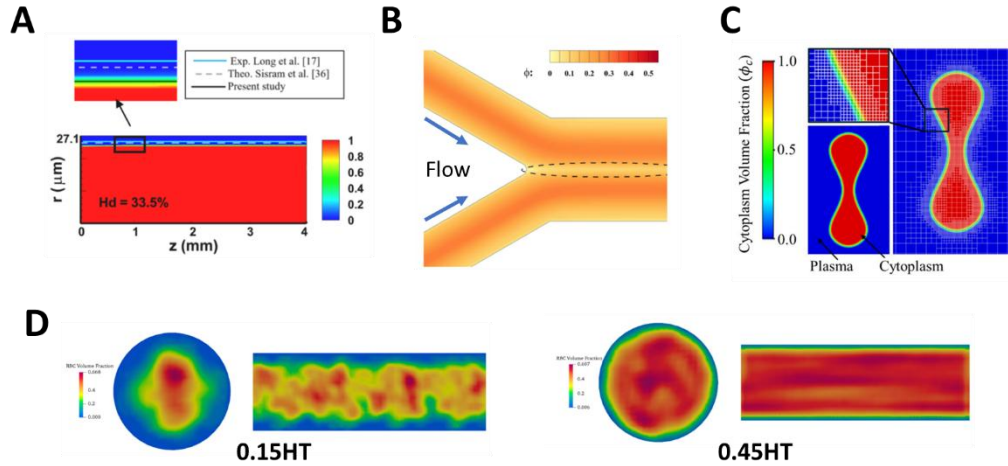 A
Exp. Long et al. [17]
Theo. Sisram et al. [36]
Present study
27.1
r (μm)
Hd = 33.5%
0 1 2 3 4
z (mm)
1
0.8
0.6
0.4
0.2
0
B
ϕ:
0 0.1 0.2 0.3 0.4 0.5
Flow
C
Cytoplasm Volume Fraction (ϕc)
1.0
0.5
0.0
Plasma
Cytoplasm
D
RBC Volume Fraction
0.4
0.2
0.000
0.15HT
RBC Volume Fraction
0.4
0.2
0.45HT